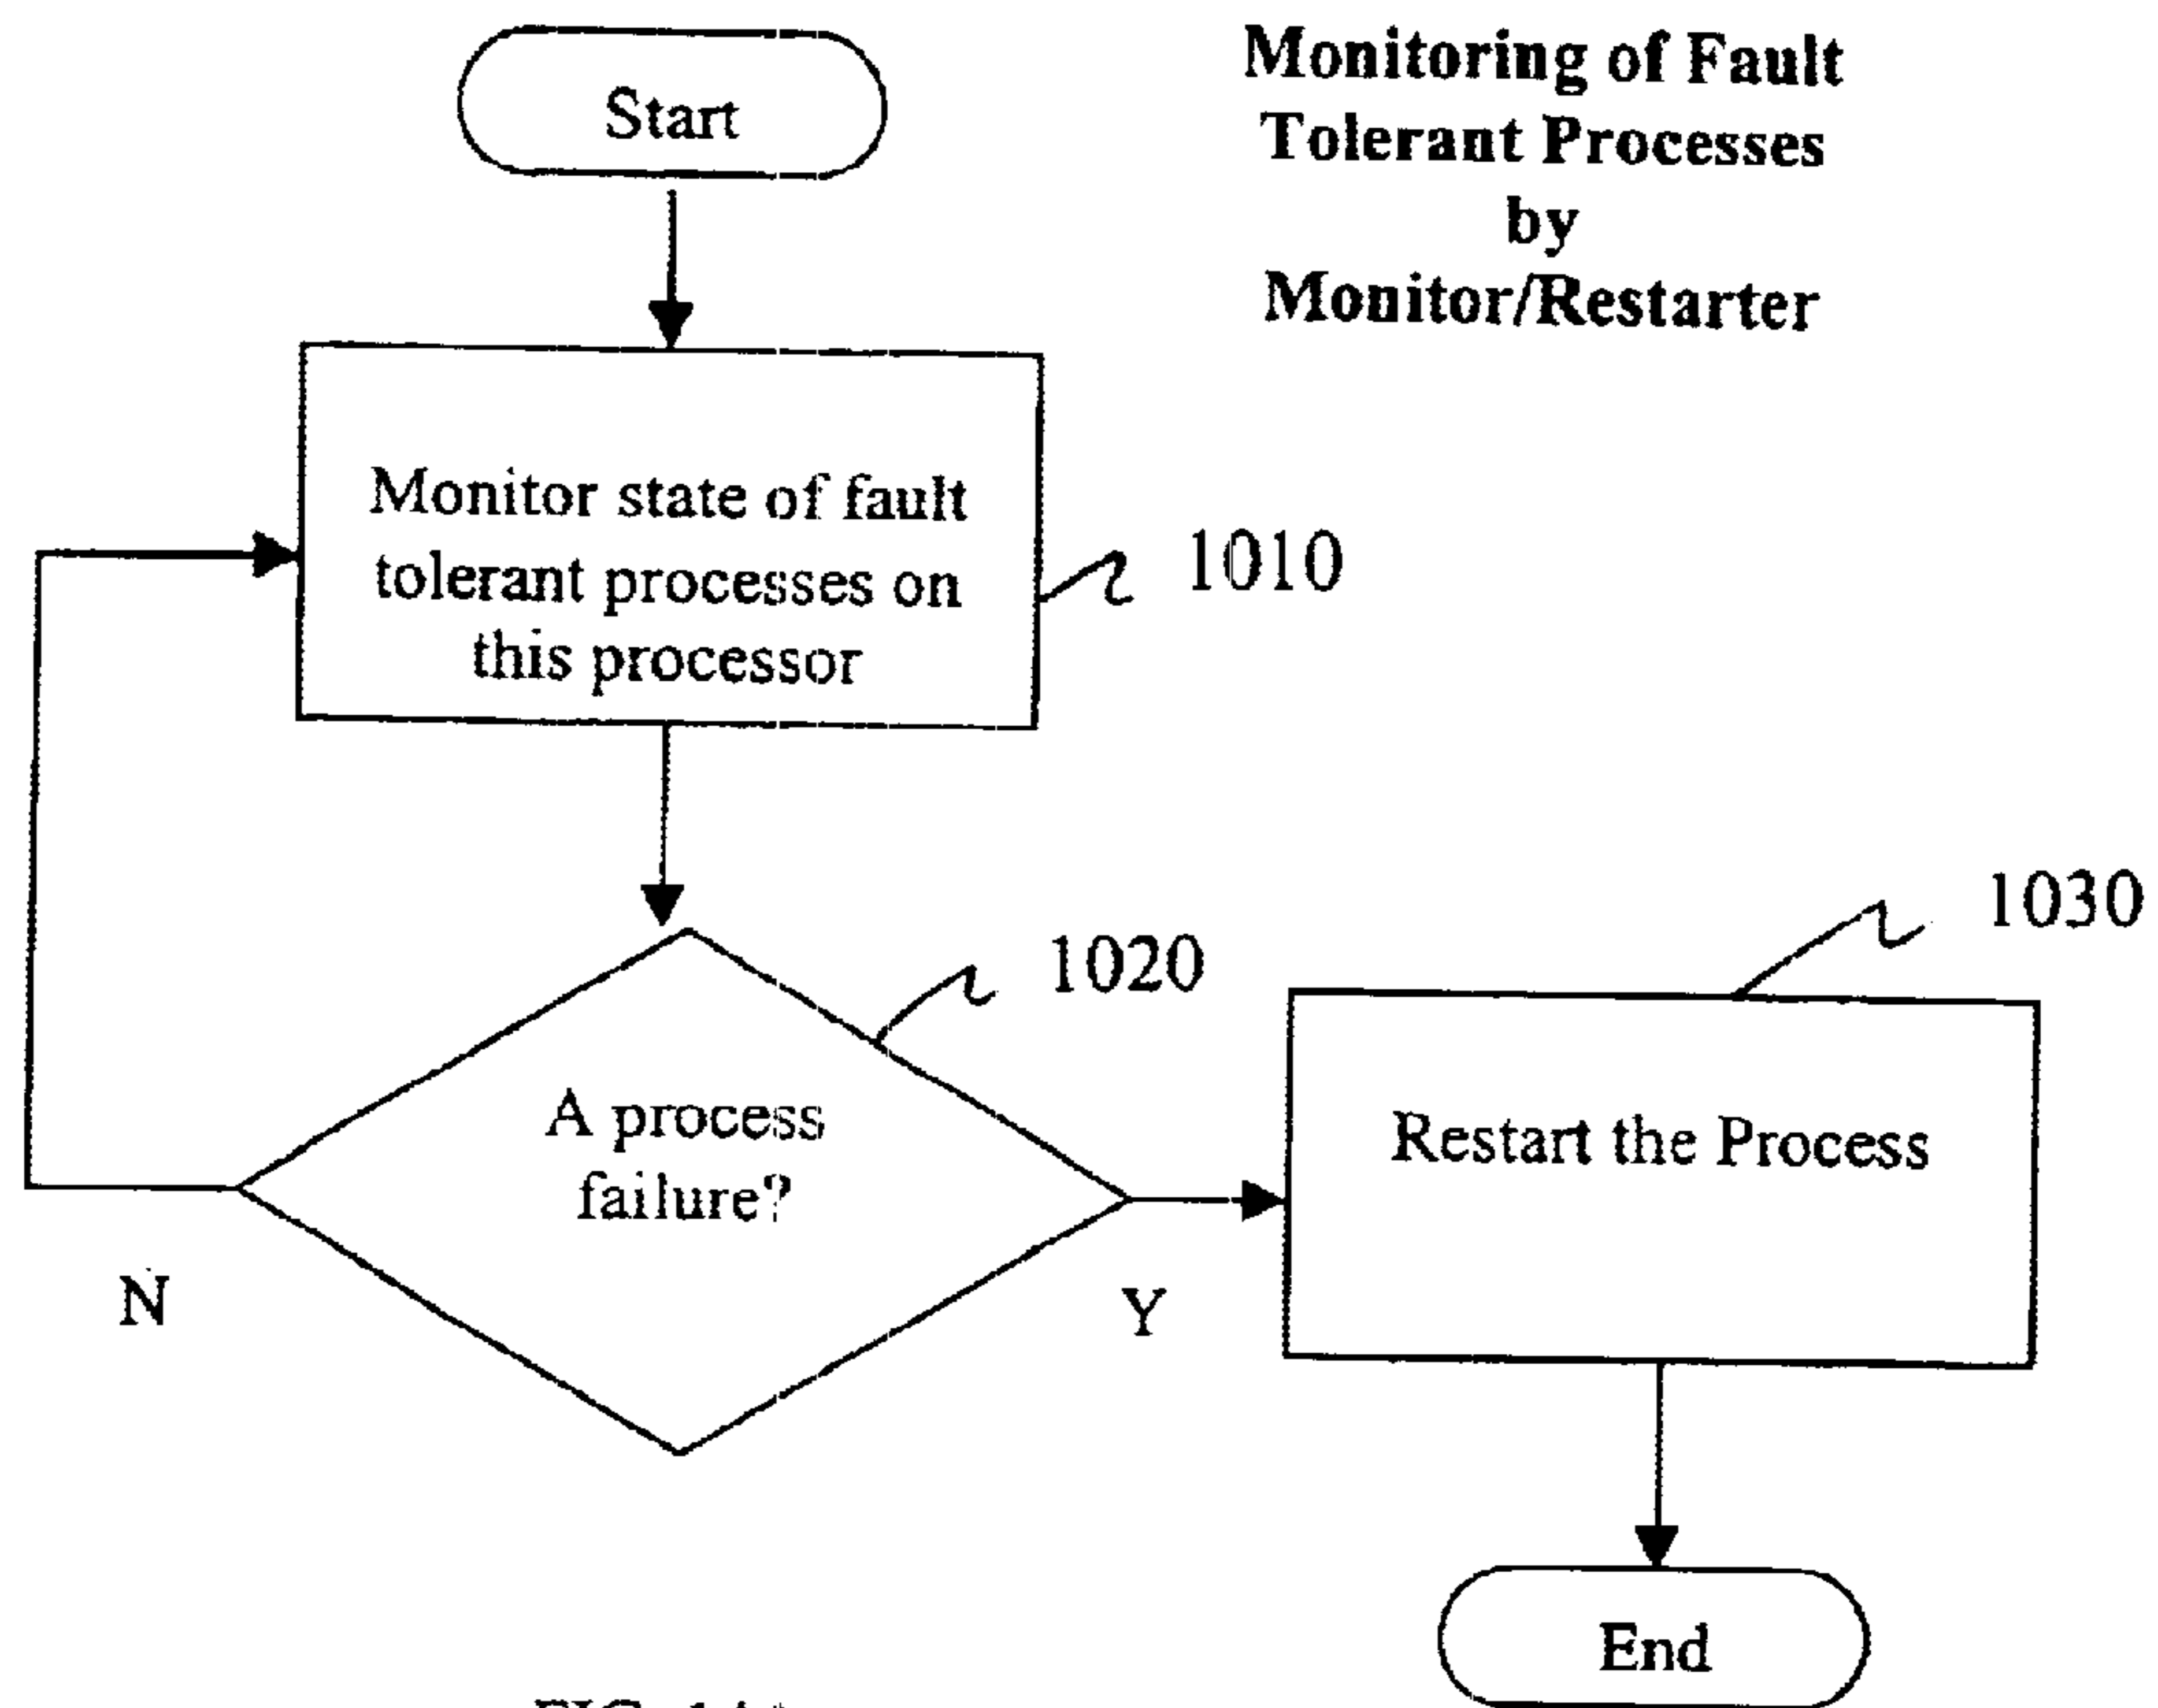 Monitoring of Fault
Tolerant Processes
by
Monitor/Restarter
Start
Monitor state of fault
tolerant processes on
this processor
1010
A process
failure?
1020
N
Y
1030
Restart the Process
End